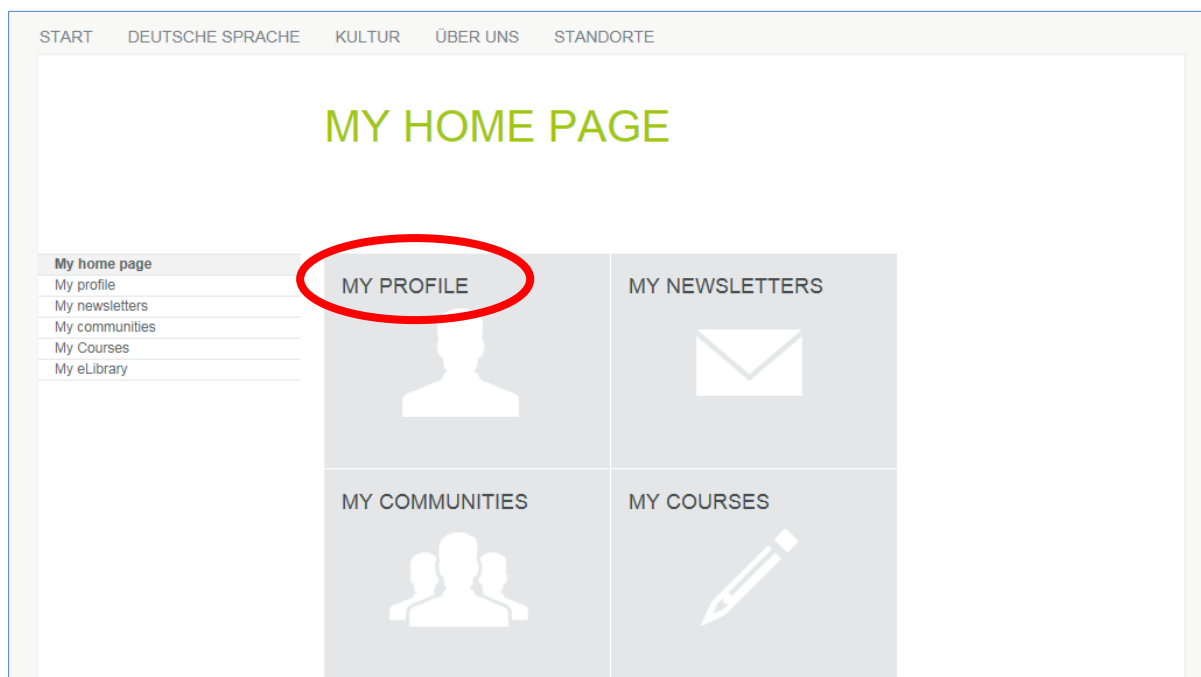 START DEUTSCHE SPRACHE KULTUR ÜBER UNS STANDORTE
MY HOME PAGE
My home page
My profile
My newsletters
My communities
My Courses
My eLibrary
MY PROFILE
MY NEWSLETTERS
MY COMMUNITIES
MY COURSES